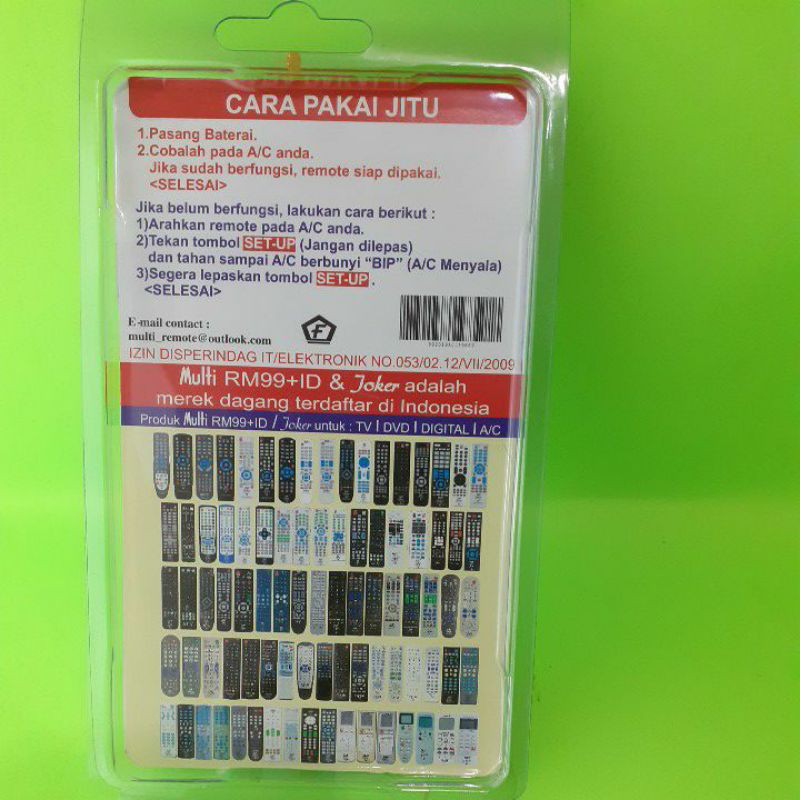 CARA PAKAI JITU
1.Pasang Baterai.
2.Cobalah pada A/C anda.
Jika sudah berfungsi, remote siap dipakai.
<SELESAI>
Jika belum berfungsi, lakukan cara berikut :
1)Arahkan remote pada A/C anda.
2)Tekan tombol SET-UP (Jangan dilepas)
dan tahan sampai A/C berbunyi “BIP” (A/C Menyala)
3)Segera lepaskan tombol SET-UP .
<SELESAI>
E-mail contact :
multi_remote@outlook.com
F
IZIN DISPERINDAG IT/ELEKTRONIK NO.053/02.12/VII/2009
Multi RM99+ID & Joker adalah
merek dagang terdaftar di Indonesia
Produk Multi RM99+ID / Joker untuk : TV | DVD | DIGITAL | A/C